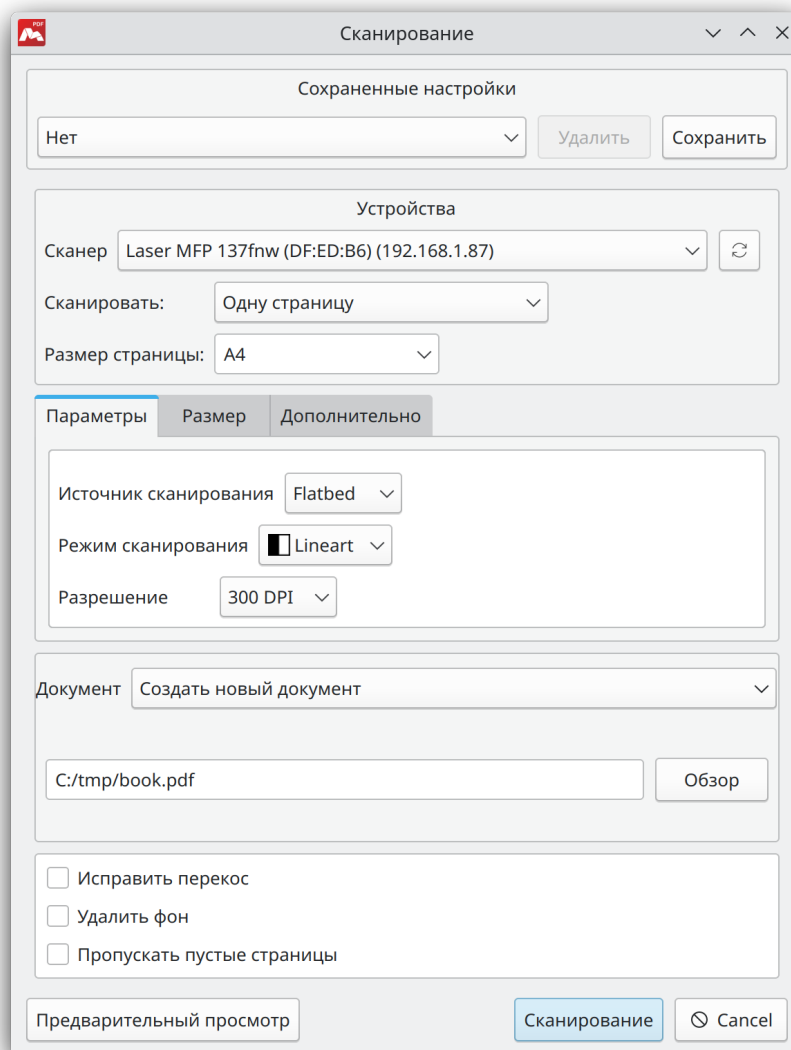 PDF
Сканирование
Сохраненные настройки
Нет
Удалить
Сохранить
Устройства
Сканер
Laser MFP 137fnw (DF:ED:B6) (192.168.1.87)
Сканировать:
Одну страницу
Размер страницы:
A4
Параметры
Размер
Дополнительно
Источник сканирования
Flatbed
Режим сканирования
Lineart
Разрешение
300 DPI
Документ
Создать новый документ
C:/tmp/book.pdf
Обзор
Исправить перекос
Удалить фон
Пропускать пустые страницы
Предварительный просмотр
Сканирование
Cancel